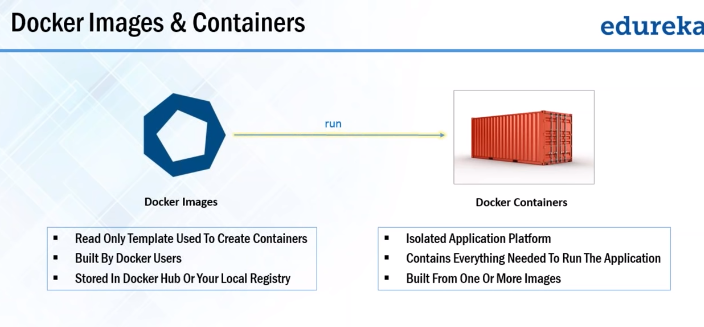 Docker Images & Containers
edureka
run
Docker Images
Docker Containers
▪ Read Only Template Used To Create Containers
▪ Built By Docker Users
▪ Stored In Docker Hub Or Your Local Registry
▪ Isolated Application Platform
▪ Contains Everything Needed To Run The Application
▪ Built From One Or More Images